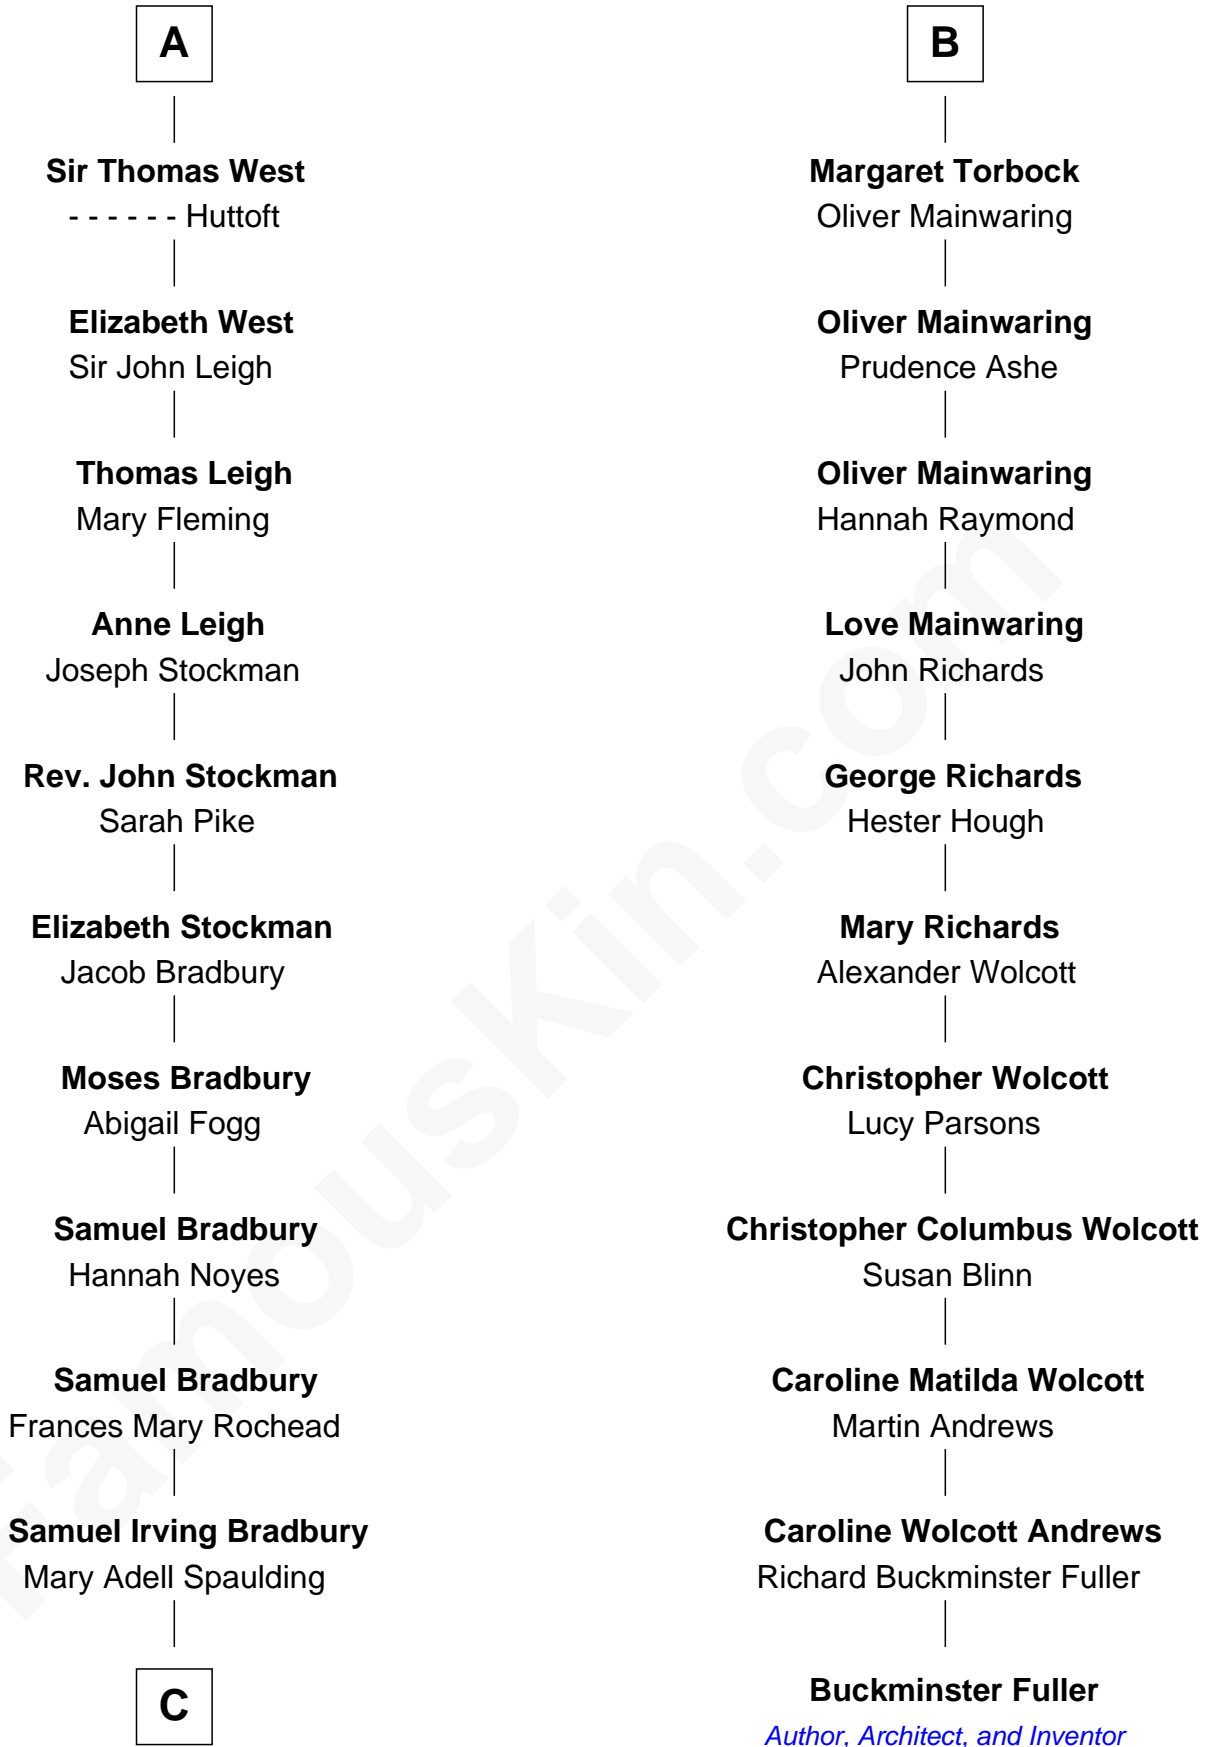 A
Sir Thomas West
- - - - - - Huttoft
Elizabeth West
Sir John Leigh
Thomas Leigh
Mary Fleming
Anne Leigh
Joseph Stockman
Rev. John Stockman
Sarah Pike
Elizabeth Stockman
Jacob Bradbury
Moses Bradbury
Abigail Fogg
Samuel Bradbury
Hannah Noyes
Samuel Bradbury
Frances Mary Rochead
Samuel Irving Bradbury
Mary Adell Spaulding
C
B
Margaret Torbock
Oliver Mainwaring
Oliver Mainwaring
Prudence Ashe
Oliver Mainwaring
Hannah Raymond
Love Mainwaring
John Richards
George Richards
Hester Hough
Mary Richards
Alexander Wolcott
Christopher Wolcott
Lucy Parsons
Christopher Columbus Wolcott
Susan Blinn
Caroline Matilda Wolcott
Martin Andrews
Caroline Wolcott Andrews
Richard Buckminster Fuller
Buckminster Fuller
Author, Architect, and Inventor
FamousKin.com